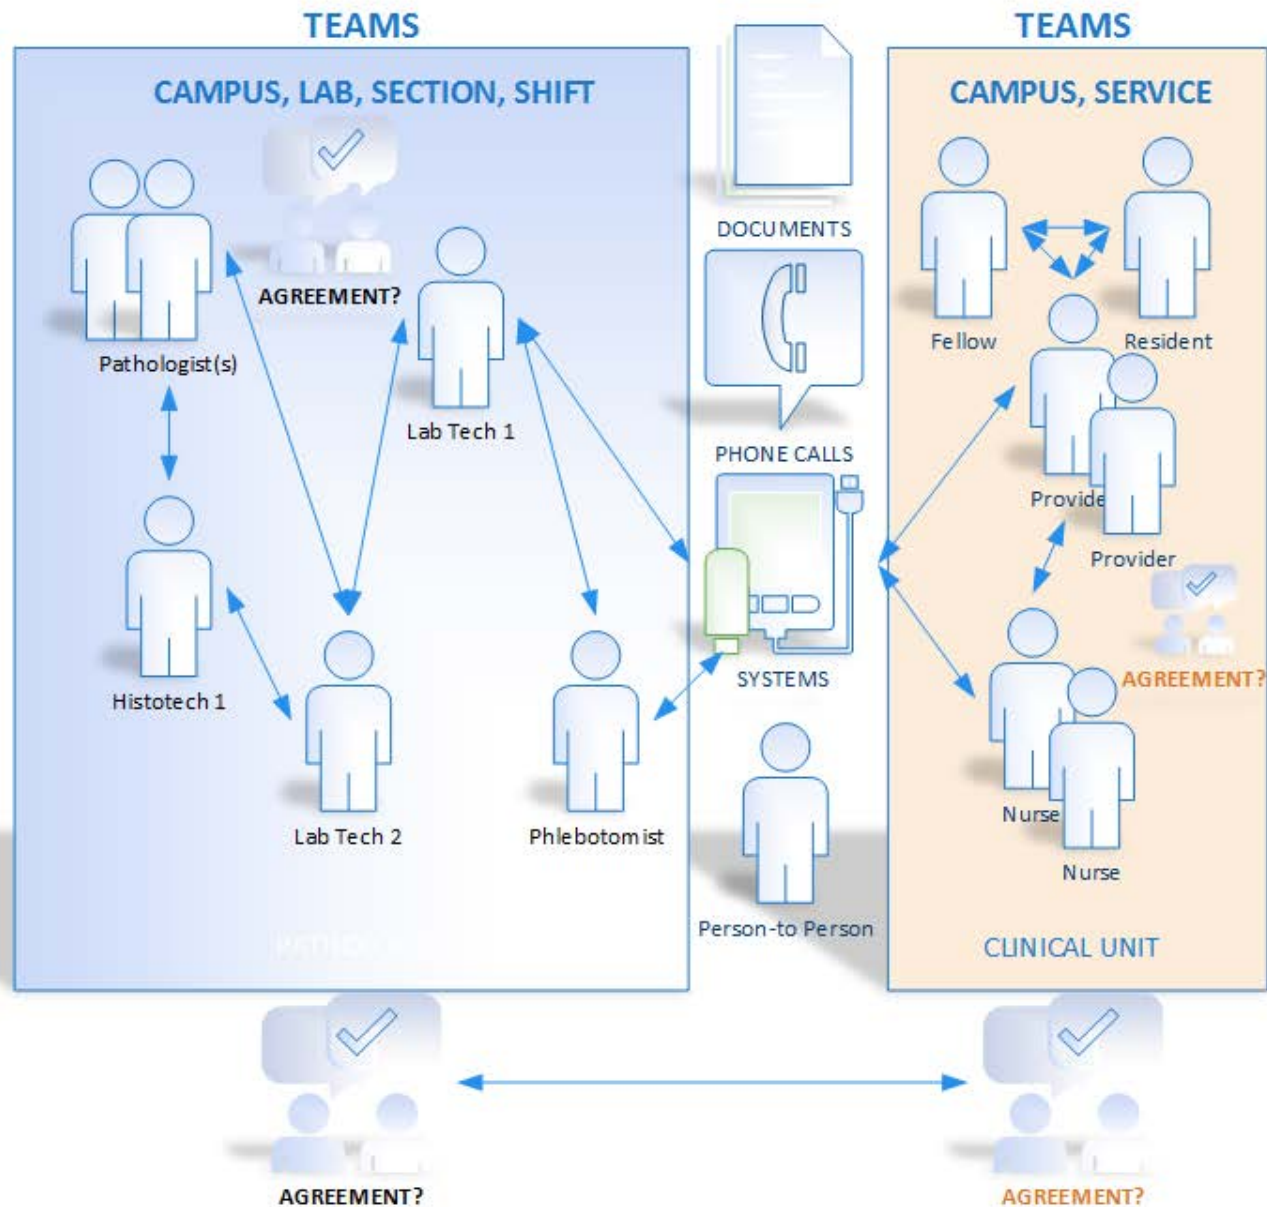 TEAMS
TEAMS
CAMPUS, LAB, SECTION, SHIFT
CAMPUS, SERVICE
AGREEMENT?
Pathologist(s)
Lab Tech 1
Histotech 1
Lab Tech 2
Phlebotomist
DOCUMENTS
PHONE CALLS
SYSTEMS
Person-to Person
Fellow
Resident
Provide
Provider
AGREEMENT?
Nurse
Nurse
CLINICAL UNIT
AGREEMENT?
AGREEMENT?